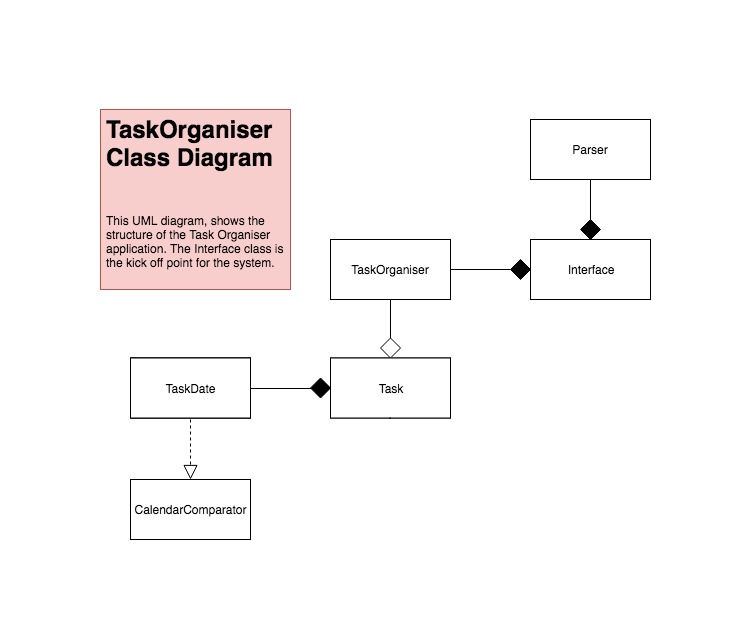 TaskOrganiser
Class Diagram
This UML diagram, shows the
structure of the Task Organiser
application. The Interface class is
the kick off point for the system.
Parser
TaskOrganiser
Interface
TaskDate
Task
CalendarComparator